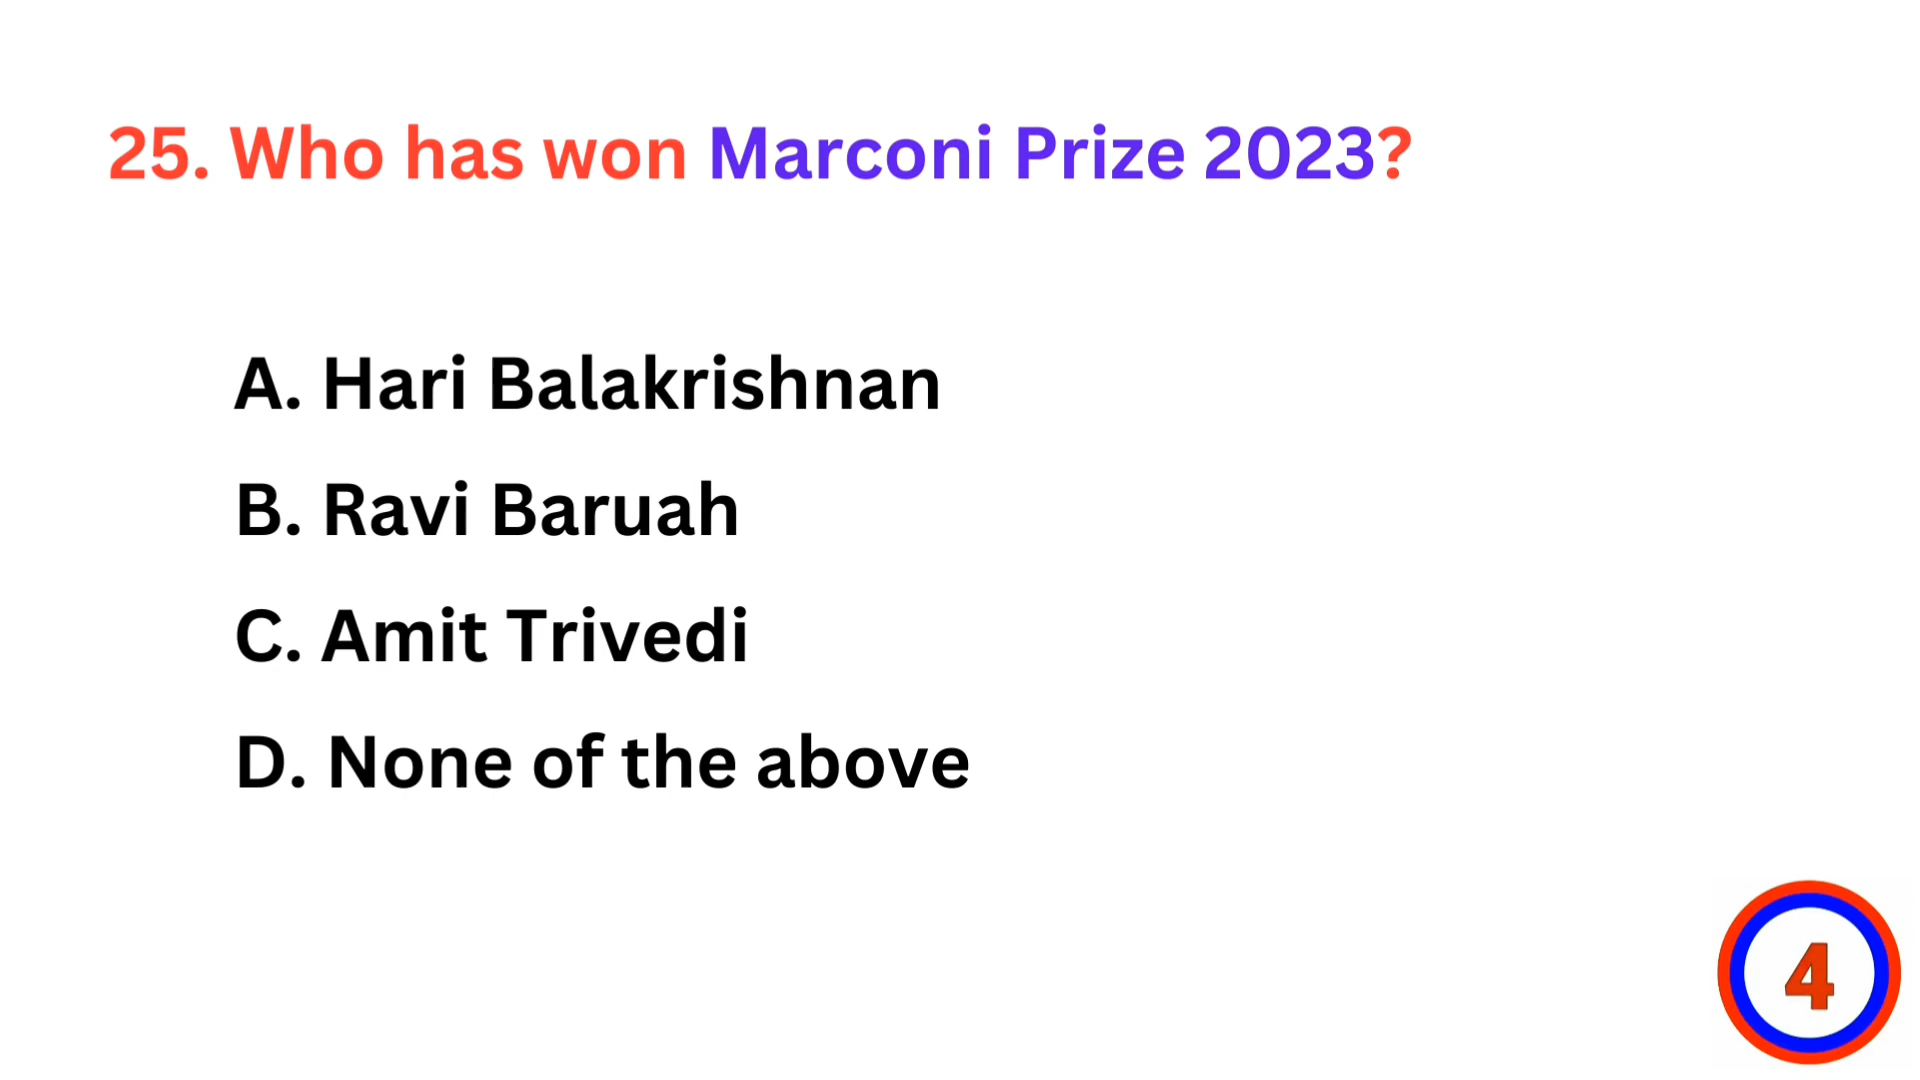 25. Who has won Marconi Prize 2023?
A. Hari Balakrishnan
B. Ravi Baruah
C. Amit Trivedi
D. None of the above
4